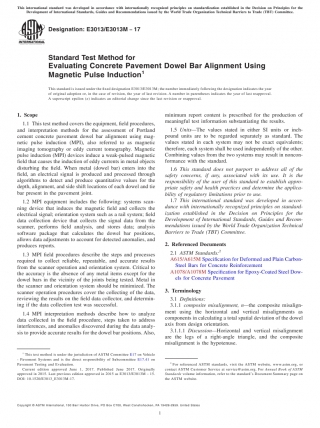 This international standard was developed in accordance with internationally recognized principles on standardization established in the Decision on Principles for the
Development of International Standards, Guides and Recommendations issued by the World Trade Organization Technical Barriers to Trade (TBT) Committee.
Designation: E3013/E3013M − 17
Standard Test Method for
Evaluating Concrete Pavement Dowel Bar Alignment Using
Magnetic Pulse Induction1
This standard is issued under the fixed designation E3013/E3013M; the number immediately following the designation indicates the year
of original adoption or, in the case of revision, the year of last revision. A number in parentheses indicates the year of last reapproval.
A superscript epsilon (ε) indicates an editorial change since the last revision or reapproval.
1. Scope
1.1 This test method covers the equipment, field procedures,
and interpretation methods for the assessment of Portland
cement concrete pavement dowel bar alignment using mag-
netic pulse induction (MPI), also referred to as magnetic
imaging tomography or eddy current tomography. Magnetic
pulse induction (MPI) devices induce a weak-pulsed magnetic
field that causes the induction of eddy currents in metal objects
disturbing the field. When metal (dowel bar) enters into the
field, an electrical signal is produced and processed through
algorithms to detect and produce quantitative values for the
depth, alignment, and side shift locations of each dowel and tie
bar present in the pavement joint.
1.2 MPI equipment includes the following: systems scan-
ning device that induces the magnetic field and collects the
electrical signal; orientation system such as a rail system; field
data collection device that collects the signal data from the
scanner, performs field analysis, and stores data; analysis
software package that calculates the dowel bar positions,
allows data adjustments to account for detected anomalies, and
produces reports.
1.3 MPI field procedures describe the steps and processes
required to collect reliable, repeatable, and accurate results
from the scanner operation and orientation system. Critical to
the accuracy is the absence of any metal items except for the
dowel bars in the vicinity of the joints being tested. Metal in
the scanner and orientation system should be minimized. The
scanner operation procedures cover the collecting of the data,
reviewing the results on the field data collector, and determin-
ing if the data collection test was successful.
1.4 MPI interpretation methods describe how to analyze
data collected in the field procedure, steps taken to address
interferences, and anomalies discovered during the data analy-
sis to provide accurate results for the dowel bar positions. Also,
minimum report content is prescribed for the production of
meaningful test information substantiating the results.
1.5 Units—The values stated in either SI units or inch-
pound units are to be regarded separately as standard. The
values stated in each system may not be exact equivalents;
therefore, each system shall be used independently of the other.
Combining values from the two systems may result in noncon-
formance with the standard.
1.6 This standard does not purport to address all of the
safety concerns, if any, associated with its use. It is the
responsibility of the user of this standard to establish appro-
priate safety and health practices and determine the applica-
bility of regulatory limitations prior to use.
1.7 This international standard was developed in accor-
dance with internationally recognized principles on standard-
ization established in the Decision on Principles for the
Development of International Standards, Guides and Recom-
mendations issued by the World Trade Organization Technical
Barriers to Trade (TBT) Committee.
2. Referenced Documents
2.1 ASTM Standards:2
A615/A615M Specification for Deformed and Plain Carbon-
Steel Bars for Concrete Reinforcement
A1078/A1078M Specification for Epoxy-Coated Steel Dow-
els for Concrete Pavement
3. Terminology
3.1 Definitions:
3.1.1 composite misalignment, n—the composite misalign-
ment using the horizontal and vertical misalignments as
components in calculating a total spatial deviation of the dowel
axis from design orientation.
3.1.1.1 Discussion—Horizontal and vertical misalignment
are the legs of a right-angle triangle, and the composite
misalignment is the hypotenuse.
1 This test method is under the jurisdiction of ASTM Committee E17 on Vehicle
- Pavement Systems and is the direct responsibility of Subcommittee E17.41 on
Pavement Testing and Evaluation.
Current edition approved June 1, 2017. Published June 2017. Originally
approved in 2015. Last previous edition approved in 2015 as E3013/E3013M – 15.
DOI: 10.1520/E3013_E3013M-17.
2 For referenced ASTM standards, visit the ASTM website, www.astm.org, or
contact ASTM Customer Service at service@astm.org. For Annual Book of ASTM
Standards volume information, refer to the standard's Document Summary page on
the ASTM website.
Copyright © ASTM International, 100 Barr Harbor Drive, PO Box C700, West Conshohocken, PA 19428-2959. United States
1